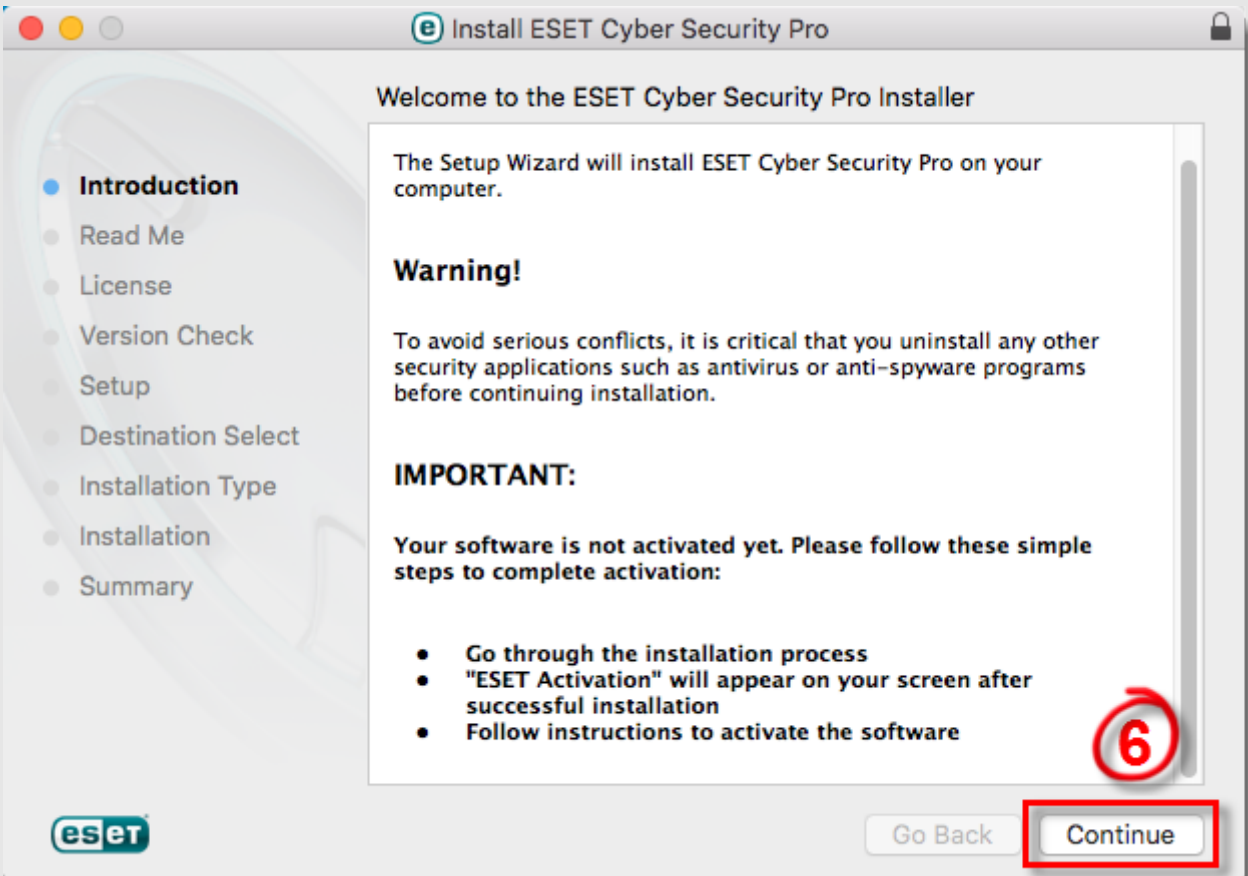 Install ESET Cyber Security Pro
Welcome to the ESET Cyber Security Pro Installer
Introduction
Read Me
License
Version Check
Setup
Destination Select
Installation Type
Installation
Summary
The Setup Wizard will install ESET Cyber Security Pro on your
computer.
Warning!
To avoid serious conflicts, it is critical that you uninstall any other
security applications such as antivirus or anti-spyware programs
before continuing installation.
IMPORTANT:
Your software is not activated yet. Please follow these simple
steps to complete activation:
• Go through the installation process
• "ESET Activation" will appear on your screen after
successful installation
• Follow instructions to activate the software
6
eseT
Go Back
Continue